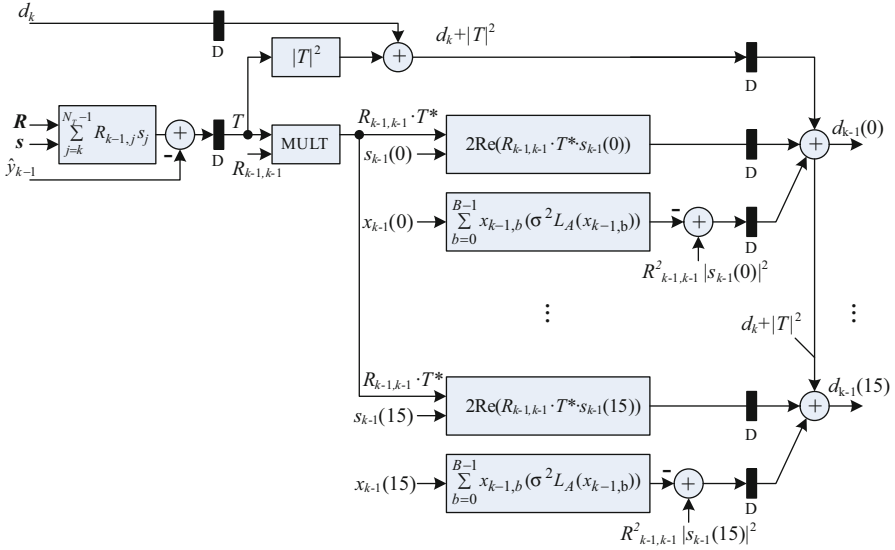 d_k
D
|T|²
+
d_k+|T|²
D
R
s
∑_{j=k}^{N_T−1} R_{k−1,j} s_j
+
-
D
T
MULT
R_{k-1,k-1}
ŷ_{k−1}
R_{k-1,k-1} · T*
s_{k-1}(0)
2Re(R_{k-1,k-1} · T*·s_{k-1}(0))
D
+
d_{k-1}(0)
x_{k-1}(0)
∑_{b=0}^{B−1} x_{k−1,b}(σ² L_A(x_{k−1,b}))
-
+
D
R²_{k-1,k-1} |s_{k-1}(0)|²
⋮
d_k+|T|²
⋮
R_{k-1,k-1} · T*
s_{k-1}(15)
2Re(R_{k-1,k-1} · T*·s_{k-1}(15))
D
+
d_{k-1}(15)
x_{k-1}(15)
∑_{b=0}^{B−1} x_{k−1,b}(σ² L_A(x_{k−1,b}))
-
+
D
R²_{k-1,k-1} |s_{k-1}(15)|²